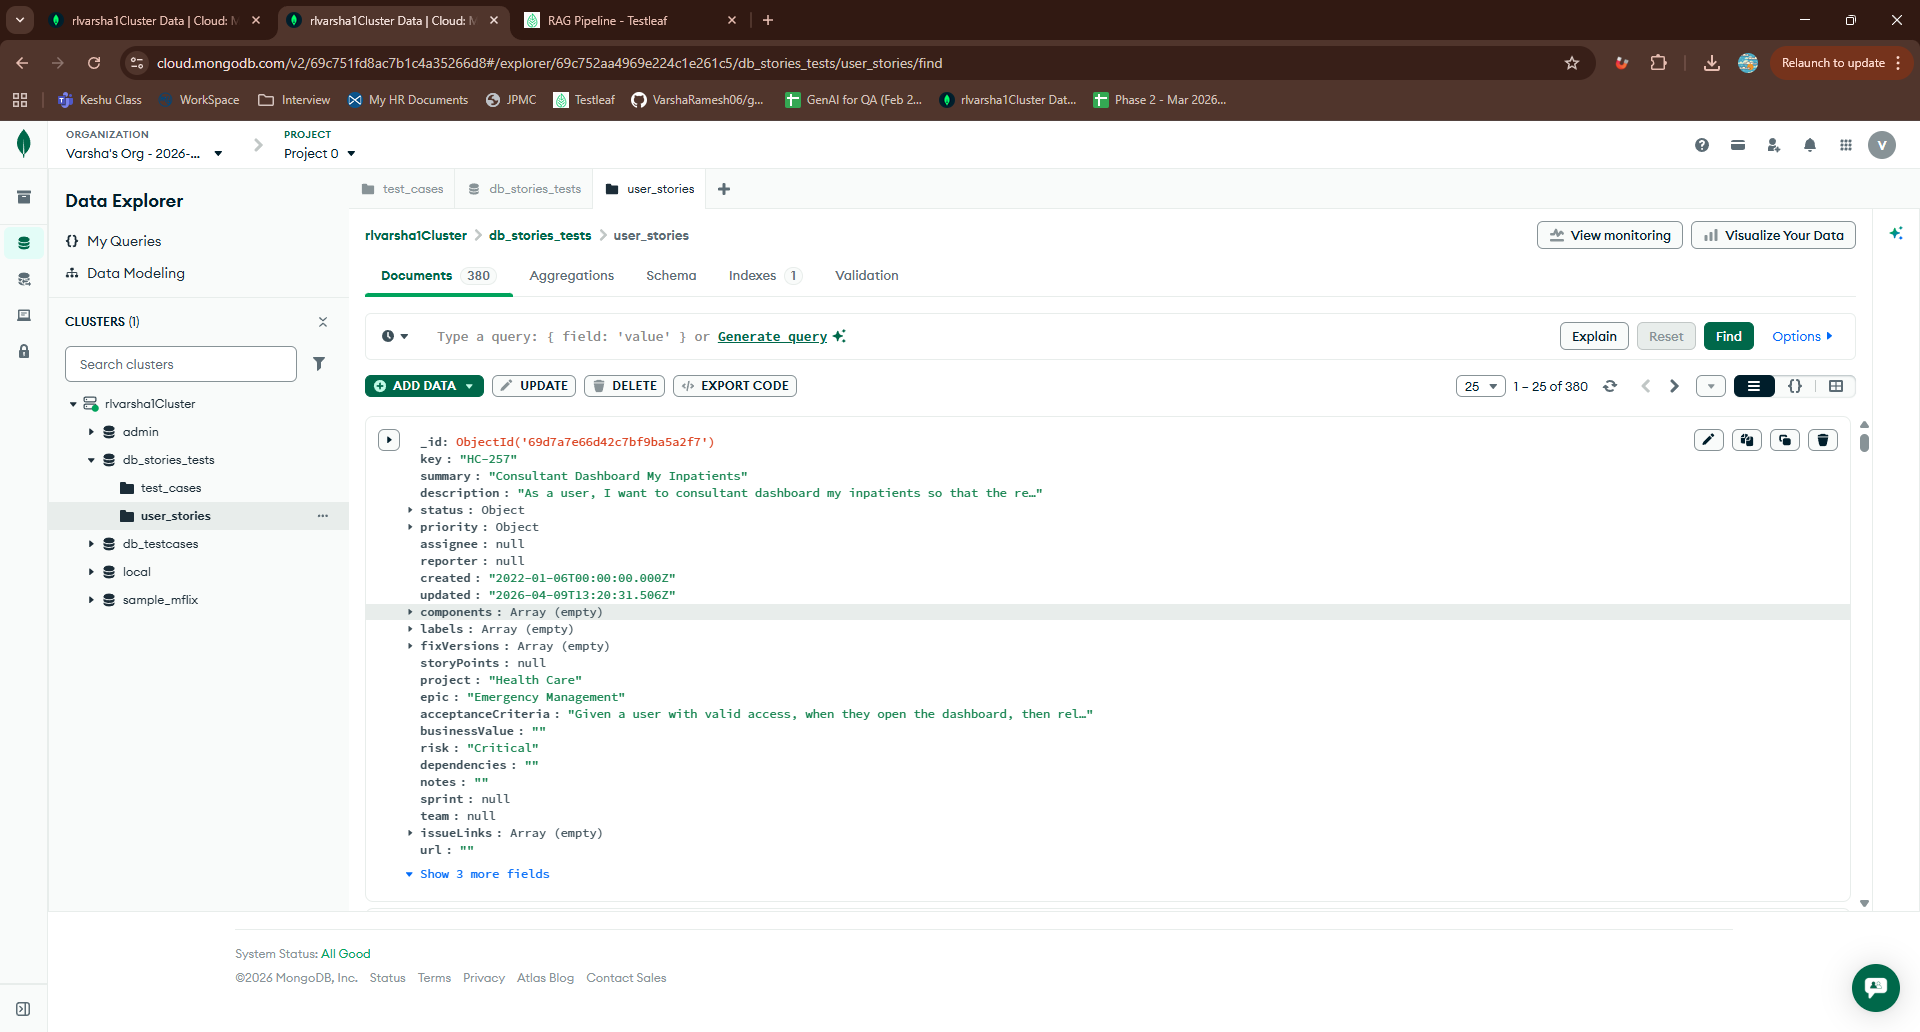 rlvarsha1Cluster Data | Cloud: M
rlvarsha1Cluster Data | Cloud: M
RAG Pipeline - Testleaf
cloud.mongodb.com/v2/69c751fd8ac7b1c4a35266d8#/explorer/69c752aa4969e224c1e261c5/db_stories_tests/user_stories/find
Relaunch to update
Keshu Class
WorkSpace
Interview
My HR Documents
JPMC
Testleaf
VarshaRamesh06/g...
GenAI for QA (Feb 2...
rlvarsha1Cluster Dat...
Phase 2 - Mar 2026...
ORGANIZATION
Varsha's Org - 2026-...
PROJECT
Project 0
V
Data Explorer
My Queries
Data Modeling
CLUSTERS (1)
Search clusters
rlvarsha1Cluster
admin
db_stories_tests
test_cases
user_stories
db_testcases
local
sample_mflix
test_cases
db_stories_tests
user_stories
rlvarsha1Cluster > db_stories_tests > user_stories
View monitoring
Visualize Your Data
Documents 380
Aggregations
Schema
Indexes 1
Validation
Type a query: { field: 'value' } or Generate query
Explain
Reset
Find
Options
ADD DATA
UPDATE
DELETE
EXPORT CODE
25
1 – 25 of 380
_id: ObjectId('69d7a7e66d42c7bf9ba5a2f7')
key : "HC-257"
summary : "Consultant Dashboard My Inpatients"
description : "As a user, I want to consultant dashboard my inpatients so that the re…"
status : Object
priority : Object
assignee : null
reporter : null
created : "2022-01-06T00:00:00.000Z"
updated : "2026-04-09T13:20:31.506Z"
components : Array (empty)
labels : Array (empty)
fixVersions : Array (empty)
storyPoints : null
project : "Health Care"
epic : "Emergency Management"
acceptanceCriteria : "Given a user with valid access, when they open the dashboard, then rel…"
businessValue : ""
risk : "Critical"
dependencies : ""
notes : ""
sprint : null
team : null
issueLinks : Array (empty)
url : ""
Show 3 more fields
System Status: All Good
©2026 MongoDB, Inc. Status Terms Privacy Atlas Blog Contact Sales